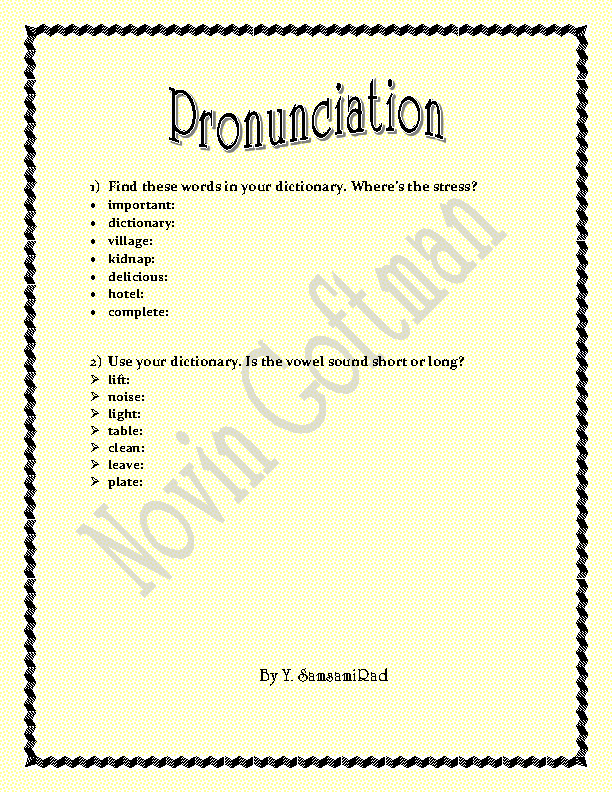 Pronunciation
1) Find these words in your dictionary. Where's the stress?
• important:
• dictionary:
• village:
• kidnap:
• delicious:
• hotel:
• complete:
2) Use your dictionary. Is the vowel sound short or long?
➢ lift:
➢ noise:
➢ light:
➢ table:
➢ clean:
➢ leave:
➢ plate:
Novin Goftman
By Y. SamsamiRad